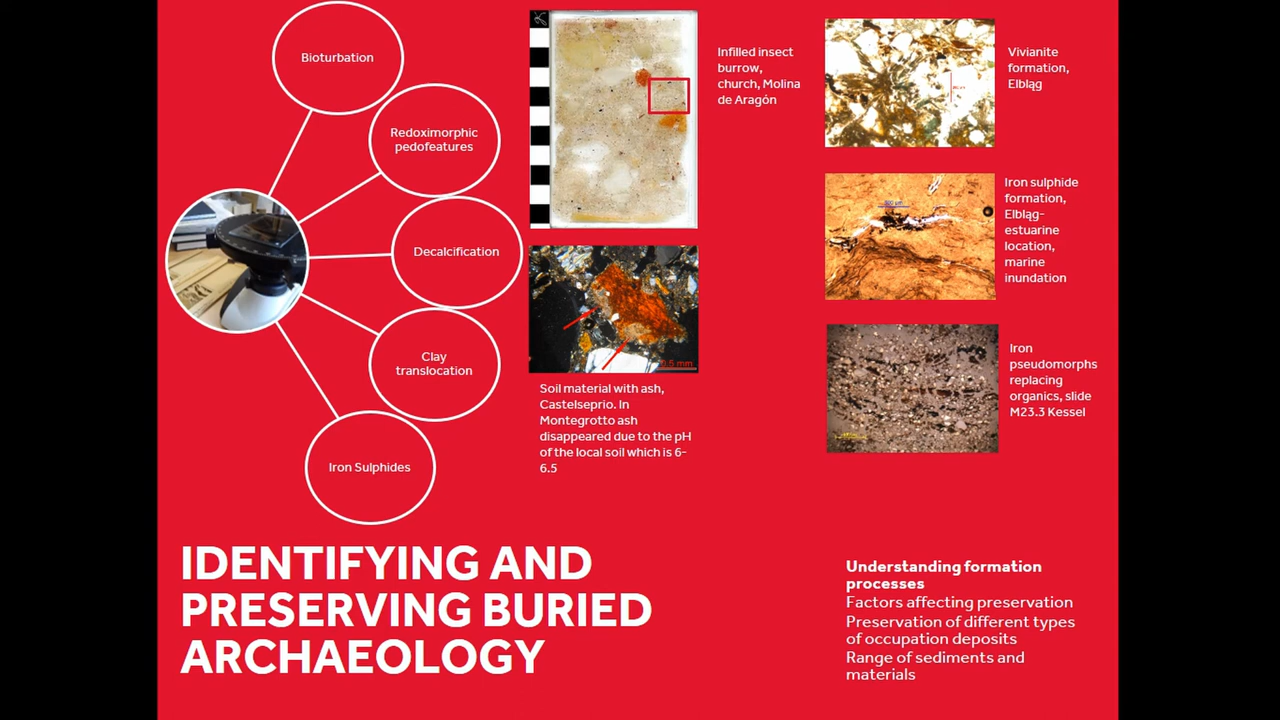 Bioturbation
Redoximorphic
pedofeatures
Decalcification
Clay
translocation
Iron Sulphides
Infilled insect
burrow,
church, Molina
de Aragón
Soil material with ash,
Castelseprio. In
Montegrotto ash
disappeared due to the pH
of the local soil which is 6-
6.5
Vivianite
formation,
Elbląg
500 µm
Iron sulphide
formation,
Elbląg-
estuarine
location,
marine
inundation
Iron
pseudomorphs
replacing
organics, slide
M23.3 Kessel
IDENTIFYING AND
PRESERVING BURIED
ARCHAEOLOGY
Understanding formation
processes
Factors affecting preservation
Preservation of different types
of occupation deposits
Range of sediments and
materials